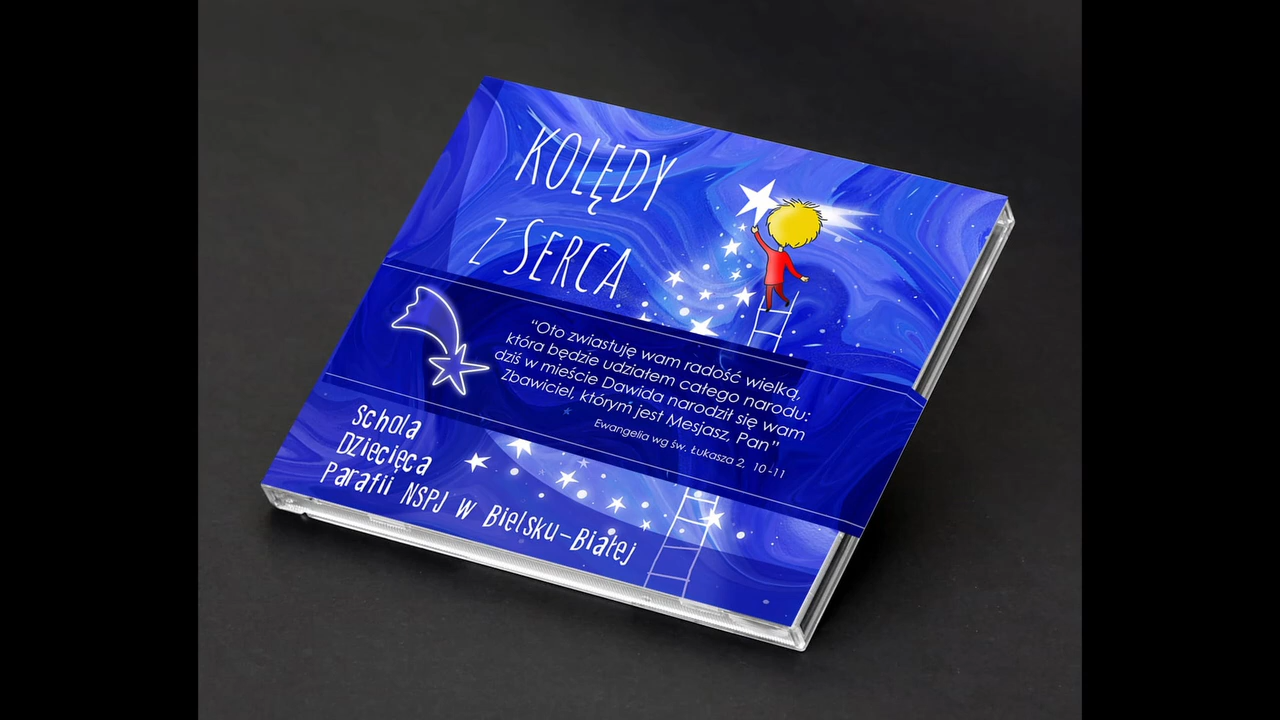 KOLĘDY
Z SERCA
"Oto zwiastuję wam radość wielką,
która będzie udziałem całego narodu:
dziś w mieście Dawida narodził się wam
Zbawiciel, którym jest Mesjasz, Pan"
Ewangelia wg św. Łukasza 2, 10-11
Schola
Dziecięca
Parafii NSPJ w Bielsku-Białej